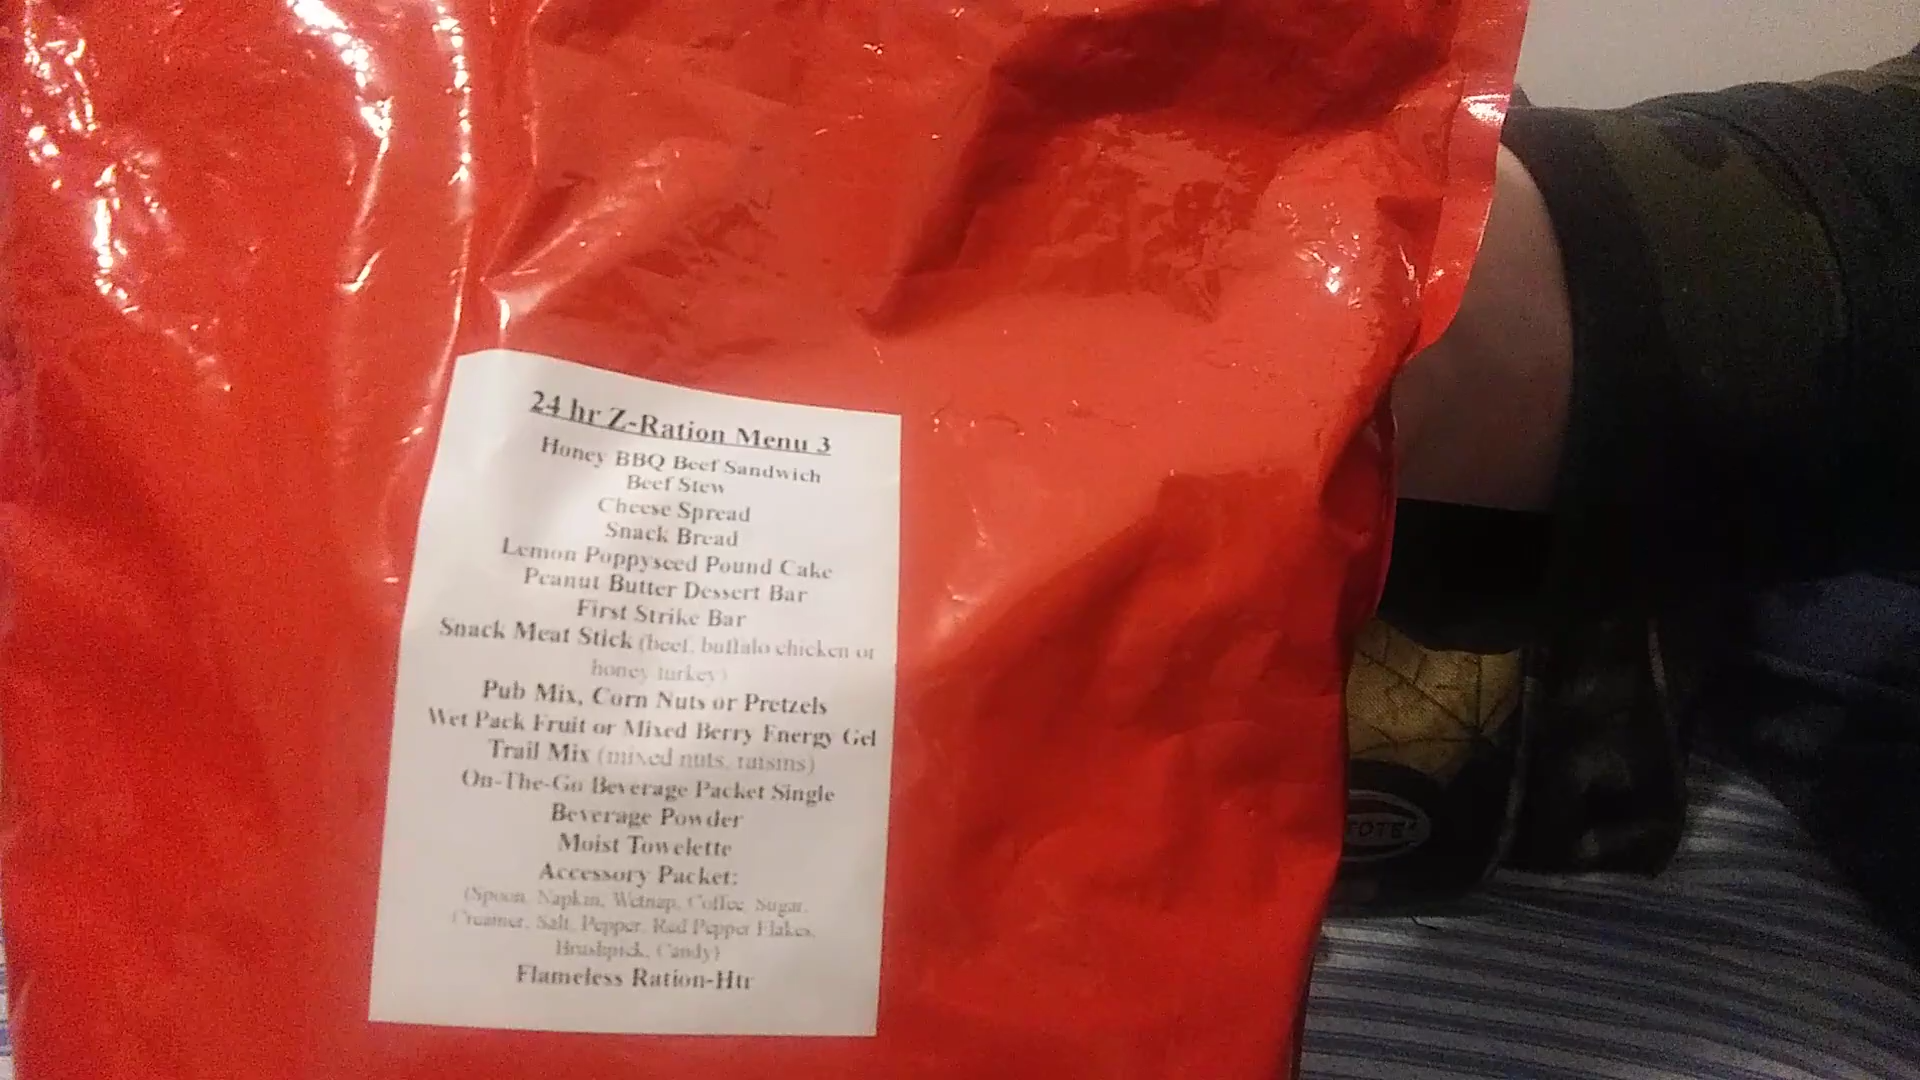 24 hr Z-Ration Menu 3
Honey BBQ Beef Sandwich
Beef Stew
Cheese Spread
Snack Bread
Lemon Poppyseed Pound Cake
Peanut Butter Dessert Bar
First Strike Bar
Snack Meat Stick (beef, buffalo chicken or
honey turkey)
Pub Mix, Corn Nuts or Pretzels
Wet Pack Fruit or Mixed Berry Energy Gel
Trail Mix (mixed nuts, raisins)
On-The-Go Beverage Packet Single
Beverage Powder
Moist Towelette
Accessory Packet:
(Spoon, Napkin, Wetnap, Coffee, Sugar,
Creamer, Salt, Pepper, Red Pepper Flakes,
Brushpick, Candy)
Flameless Ration-Htr